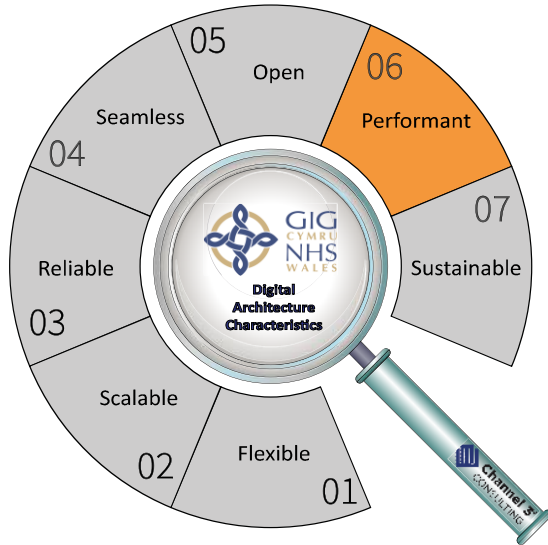 05
Open
06
Performant
Seamless
04
07
Sustainable
Reliable
03
GIG
CYMRU
NHS
WALES
Digital
Architecture
Characteristics
Scalable
02
Flexible
01
Channel 3
CONSULTING